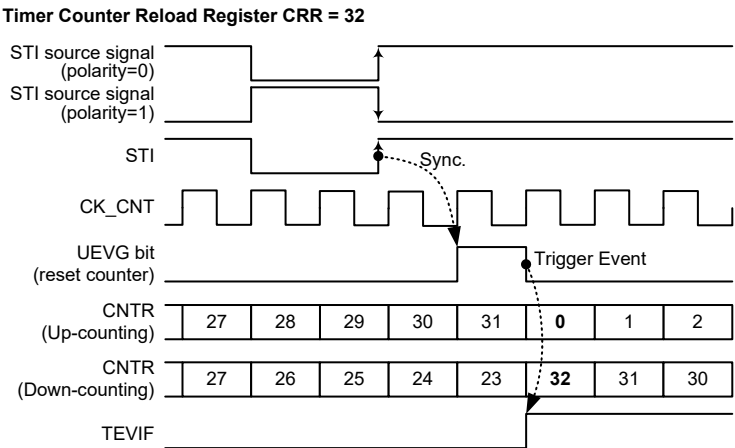 Timer Counter Reload Register CRR = 32
STI source signal
(polarity=0)
STI source signal
(polarity=1)
STI
Sync.
CK_CNT
UEVG bit
(reset counter)
Trigger Event
CNTR
(Up-counting)
27 28 29 30 31 0 1 2
CNTR
(Down-counting)
27 26 25 24 23 32 31 30
TEVIF